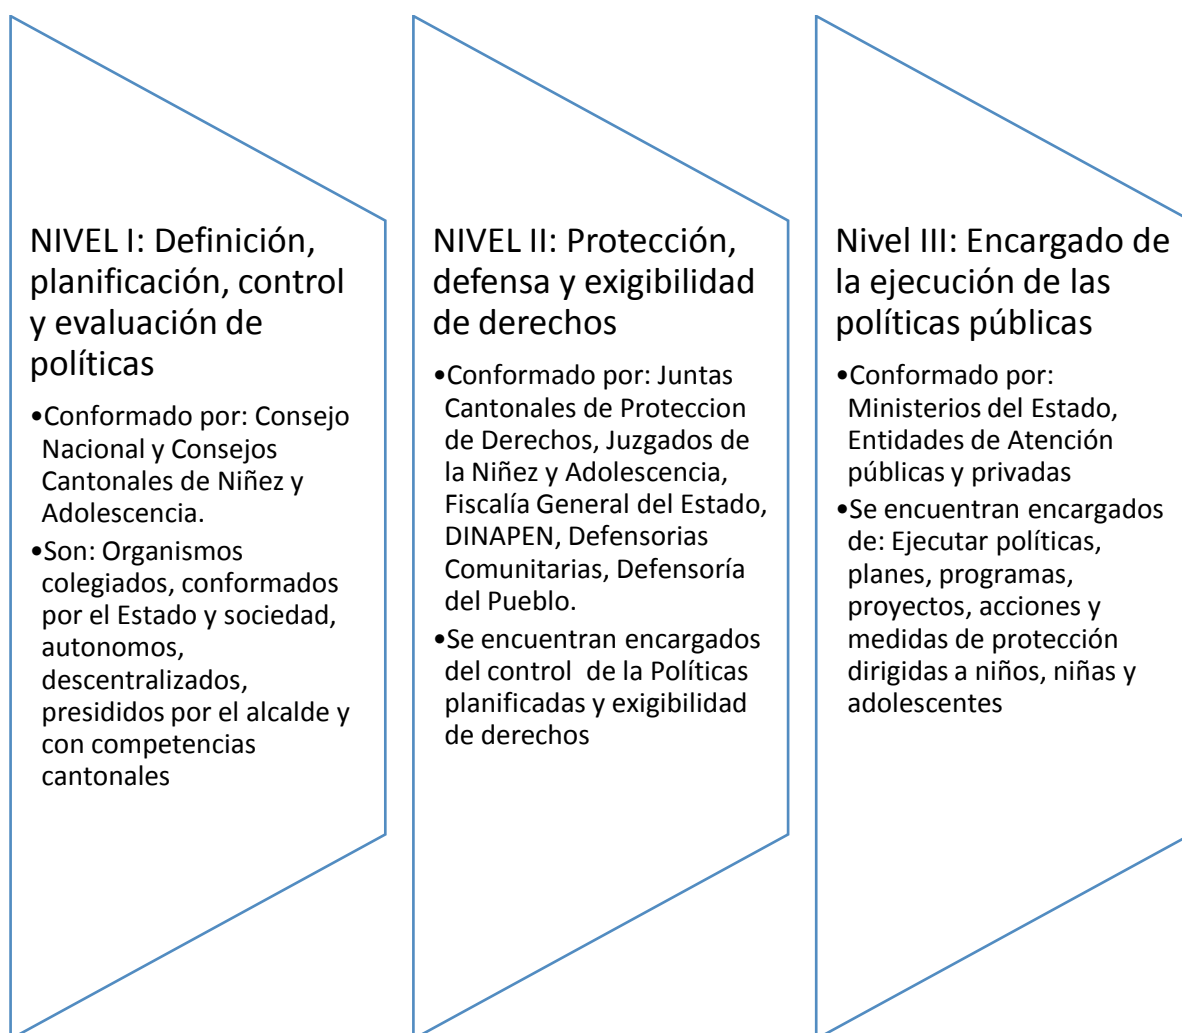 NIVEL I: Definición,
planificación, control
y evaluación de
políticas
•Conformado por: Consejo
Nacional y Consejos
Cantonales de Niñez y
Adolescencia.
•Son: Organismos
colegiados, conformados
por el Estado y sociedad,
autonomos,
descentralizados,
presididos por el alcalde y
con competencias
cantonales
NIVEL II: Protección,
defensa y exigibilidad
de derechos
•Conformado por: Juntas
Cantonales de Proteccion
de Derechos, Juzgados de
la Niñez y Adolescencia,
Fiscalía General del Estado,
DINAPEN, Defensorias
Comunitarias, Defensoría
del Pueblo.
•Se encuentran encargados
del control  de la Políticas
planificadas y exigibilidad
de derechos
Nivel III: Encargado de
la ejecución de las
políticas públicas
•Conformado por:
Ministerios del Estado,
Entidades de Atención
públicas y privadas
•Se encuentran encargados
de: Ejecutar políticas,
planes, programas,
proyectos, acciones y
medidas de protección
dirigidas a niños, niñas y
adolescentes